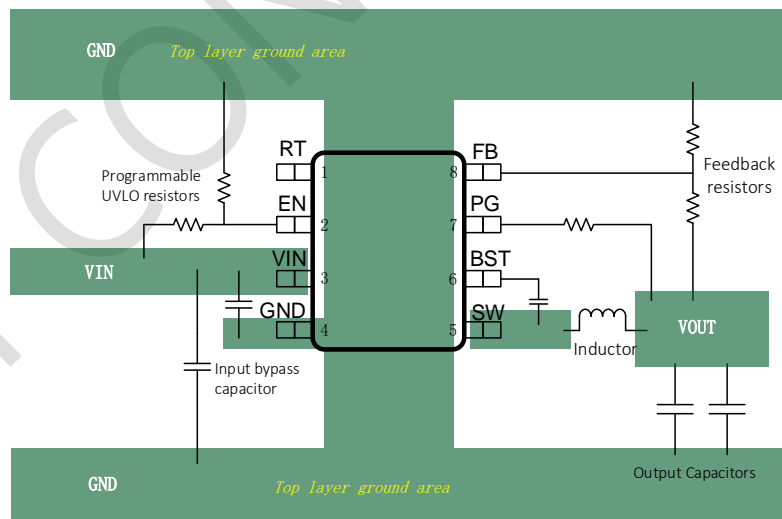 GND Top layer ground area
RT
FB
1
8
Programmable
UVLO resistors
Feedback
resistors
EN
PG
2
7
VIN
VIN
BST
3
6
GND
SW
4
5
VOUT
Inductor
Input bypass
capacitor
Output Capacitors
GND Top layer ground area